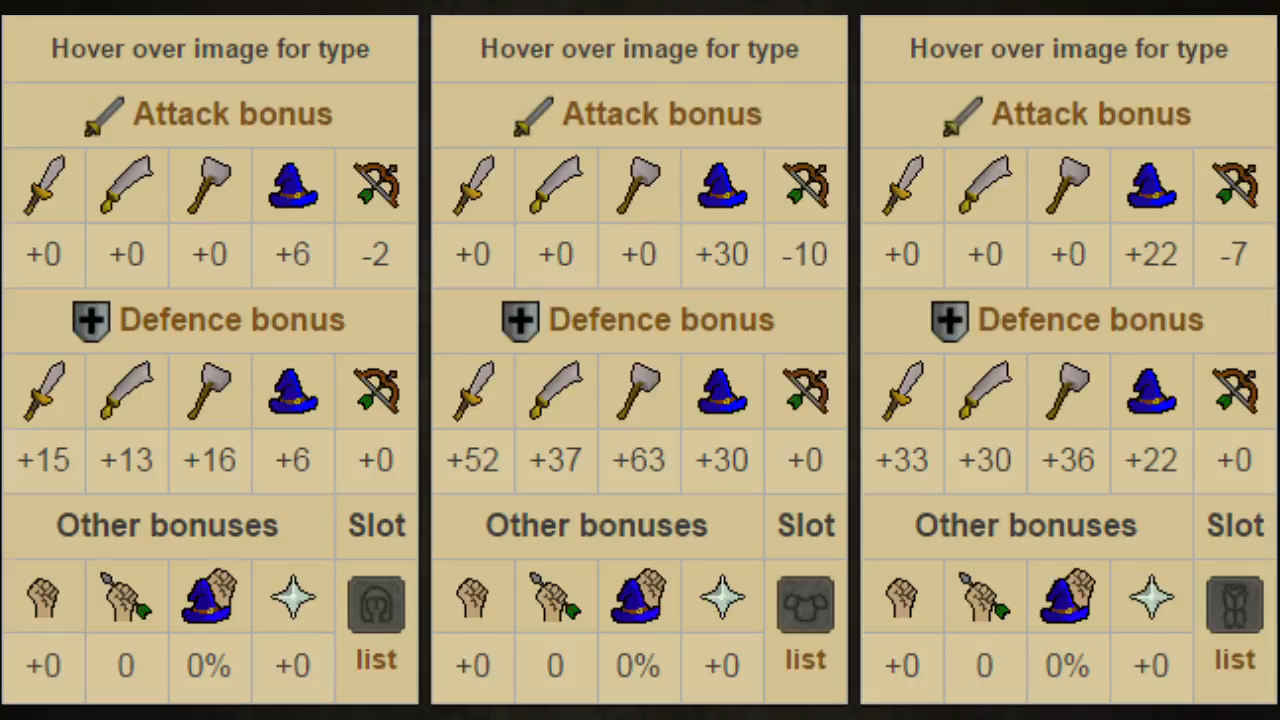 Hover over image for type
Attack bonus
+0 +0 +0 +6 -2
Defence bonus
+15 +13 +16 +6 +0
Other bonuses Slot
+0 0 0% +0 list
Hover over image for type
Attack bonus
+0 +0 +0 +30 -10
Defence bonus
+52 +37 +63 +30 +0
Other bonuses Slot
+0 0 0% +0 list
Hover over image for type
Attack bonus
+0 +0 +0 +22 -7
Defence bonus
+33 +30 +36 +22 +0
Other bonuses Slot
+0 0 0% +0 list